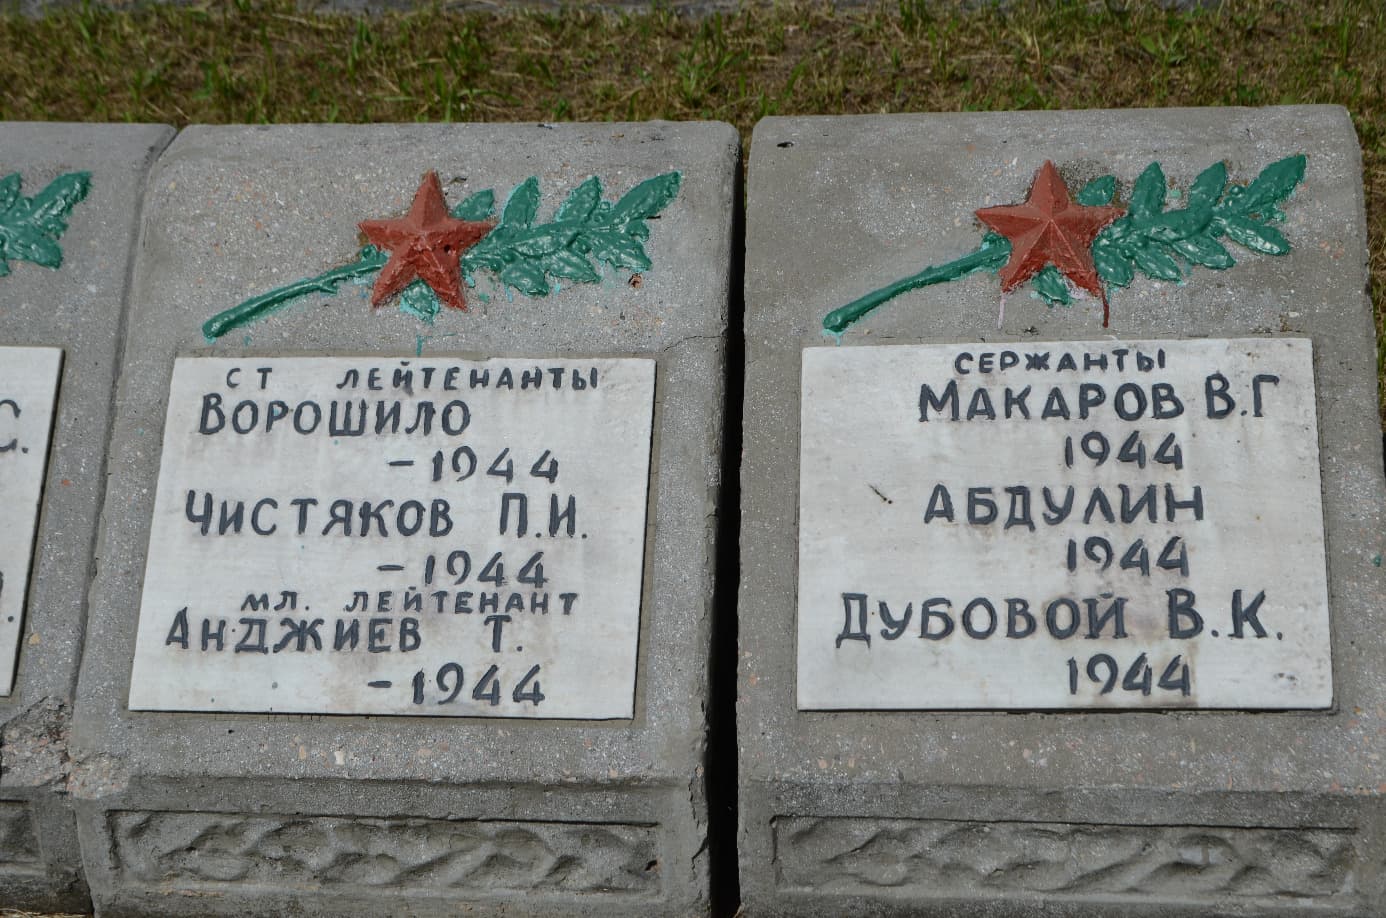 С.
СТ ЛЕЙТЕНАНТЫ
ВОРОШИЛО
- 1944
ЧИСТЯКОВ П.И.
- 1944
МЛ. ЛЕЙТЕНАНТ
АНДЖИЕВ Т.
- 1944
СЕРЖАНТЫ
МАКАРОВ В.Г
1944
АБДУЛИН
1944
ДУБОВОЙ В.К.
1944